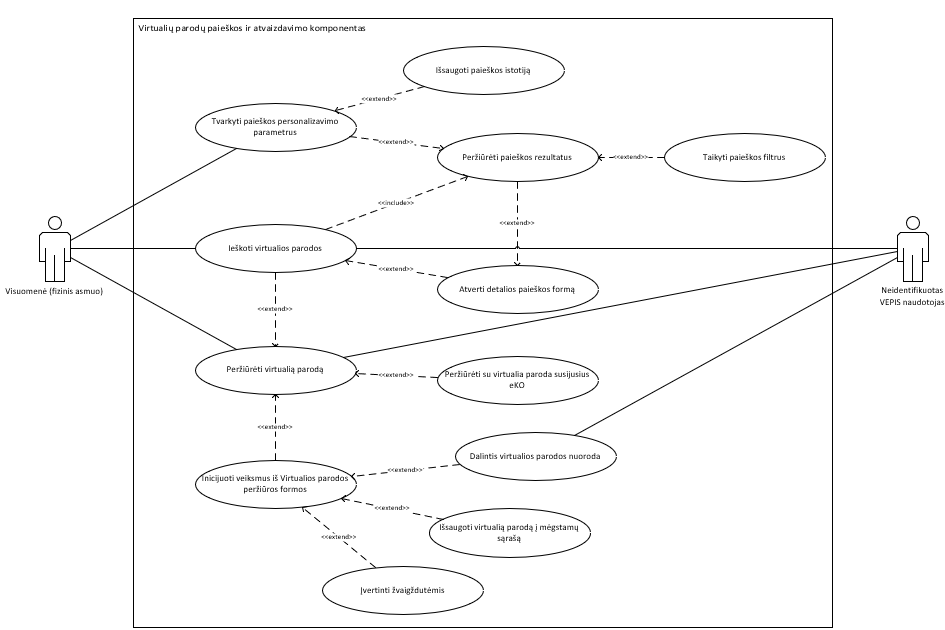 Virtualių parodų paieškos ir atvaizdavimo komponentas
Išsaugoti paieškos istotiją
<<extend>>
Tvarkyti paieškos personalizavimo
parametrus
<<extend>>
Peržiūrėti paieškos rezultatus
<<extend>>
Taikyti paieškos filtrus
<<include>>
<<extend>>
Ieškoti virtualios parodos
<<extend>>
Atverti detalios paieškos formą
Visuomenė (fizinis asmuo)
Neidentifikuotas
VEPIS naudotojas
<<extend>>
Peržiūrėti virtualią parodą
<<extend>>
Peržiūrėti su virtualia paroda susijusius
eKO
<<extend>>
Dalintis virtualios parodos nuoroda
<<extend>>
Inicijuoti veiksmus iš Virtualios parodos
peržiūros formos
<<extend>>
Išsaugoti virtualią parodą į mėgstamų
sąrašą
<<extend>>
Įvertinti žvaigždutėmis